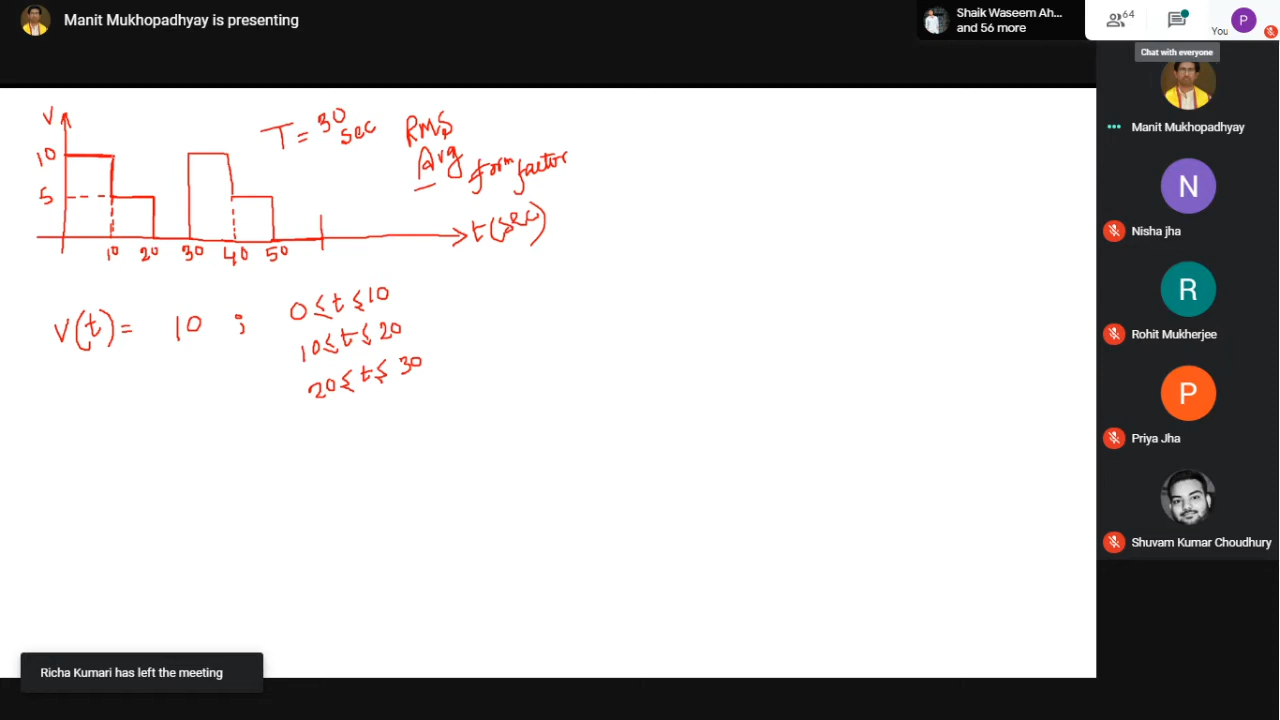 Manit Mukhopadhyay is presenting
Shaik Waseem Ah...
and 56 more
64
You
P
Chat with everyone
V
10
5
10 20 30 40 50
t(sec)
T = 30 sec
RMS
Avg
form factor
V(t) = 10 ; 0 ≤ t ≤ 10
10 ≤ t ≤ 20
20 ≤ t ≤ 30
Manit Mukhopadhyay
N
Nisha jha
R
Rohit Mukherjee
P
Priya Jha
Shuvam Kumar Choudhury
Richa Kumari has left the meeting